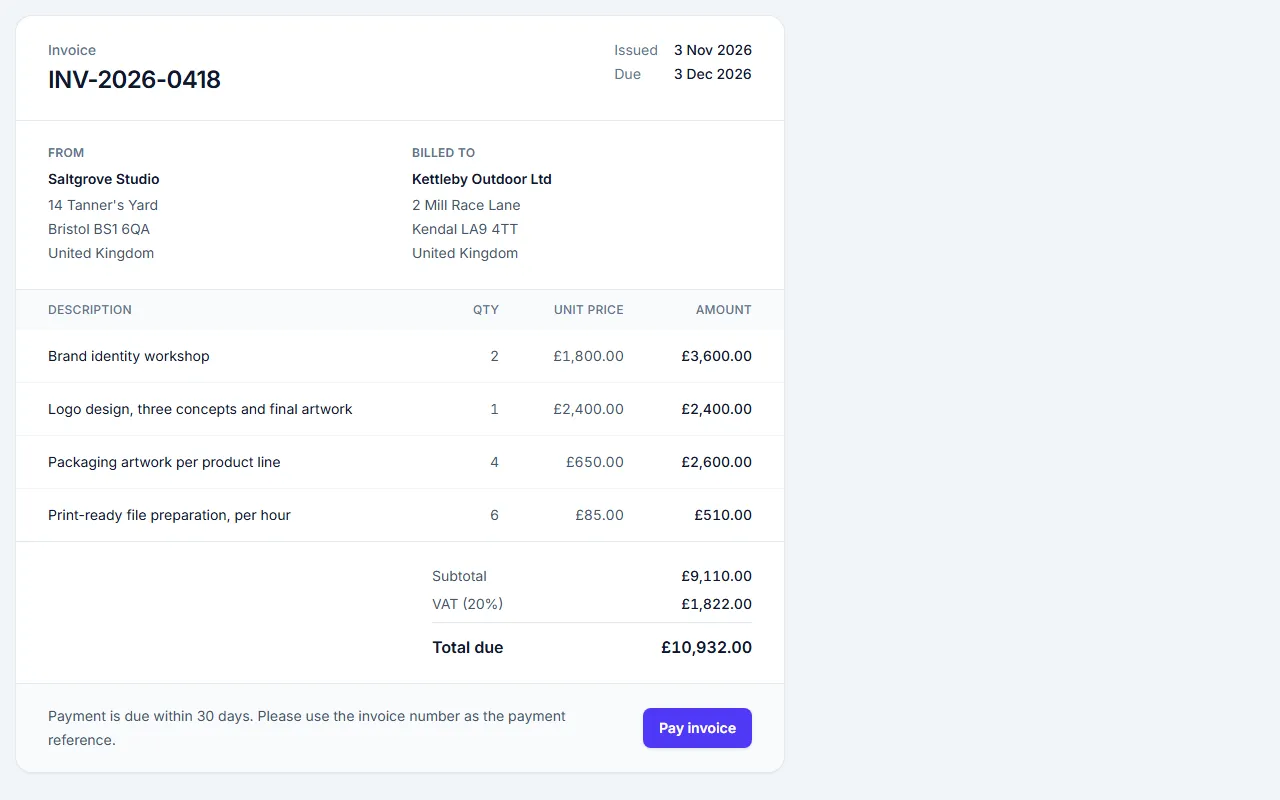 Invoice
INV-2026-0418
Issued 3 Nov 2026
Due 3 Dec 2026
FROM
Saltgrove Studio
14 Tanner's Yard
Bristol BS1 6QA
United Kingdom
BILLED TO
Kettleby Outdoor Ltd
2 Mill Race Lane
Kendal LA9 4TT
United Kingdom
DESCRIPTION QTY UNIT PRICE AMOUNT
Brand identity workshop 2 £1,800.00 £3,600.00
Logo design, three concepts and final artwork 1 £2,400.00 £2,400.00
Packaging artwork per product line 4 £650.00 £2,600.00
Print-ready file preparation, per hour 6 £85.00 £510.00
Subtotal £9,110.00
VAT (20%) £1,822.00
Total due £10,932.00
Payment is due within 30 days. Please use the invoice number as the payment
reference.
Pay invoice